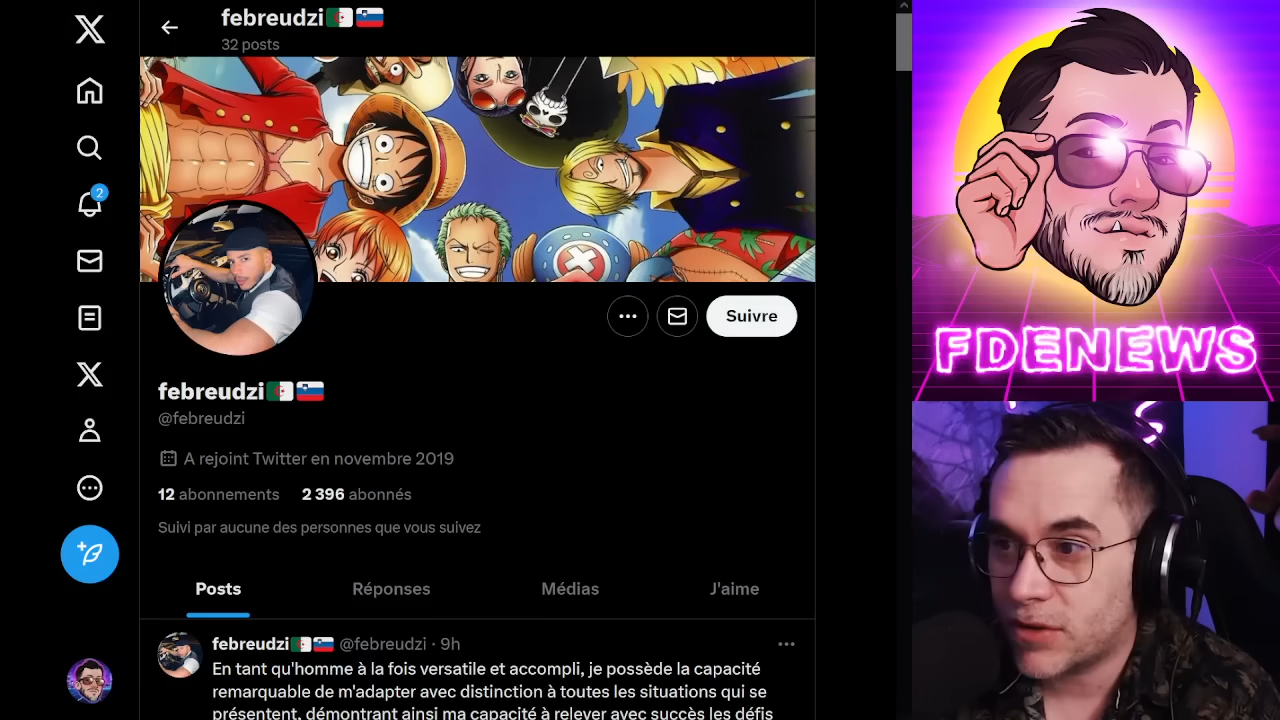 febreudzi🇩🇿🇸🇮
32 posts
2
Suivre
febreudzi🇩🇿🇸🇮
@febreudzi
A rejoint Twitter en novembre 2019
12 abonnements 2 396 abonnés
Suivi par aucune des personnes que vous suivez
Posts Réponses Médias J'aime
febreudzi🇩🇿🇸🇮 @febreudzi · 9h
En tant qu'homme à la fois versatile et accompli, je possède la capacité
remarquable de m'adapter avec distinction à toutes les situations qui se
présentent, démontrant ainsi ma capacité à relever avec succès les défis
FDENEWS